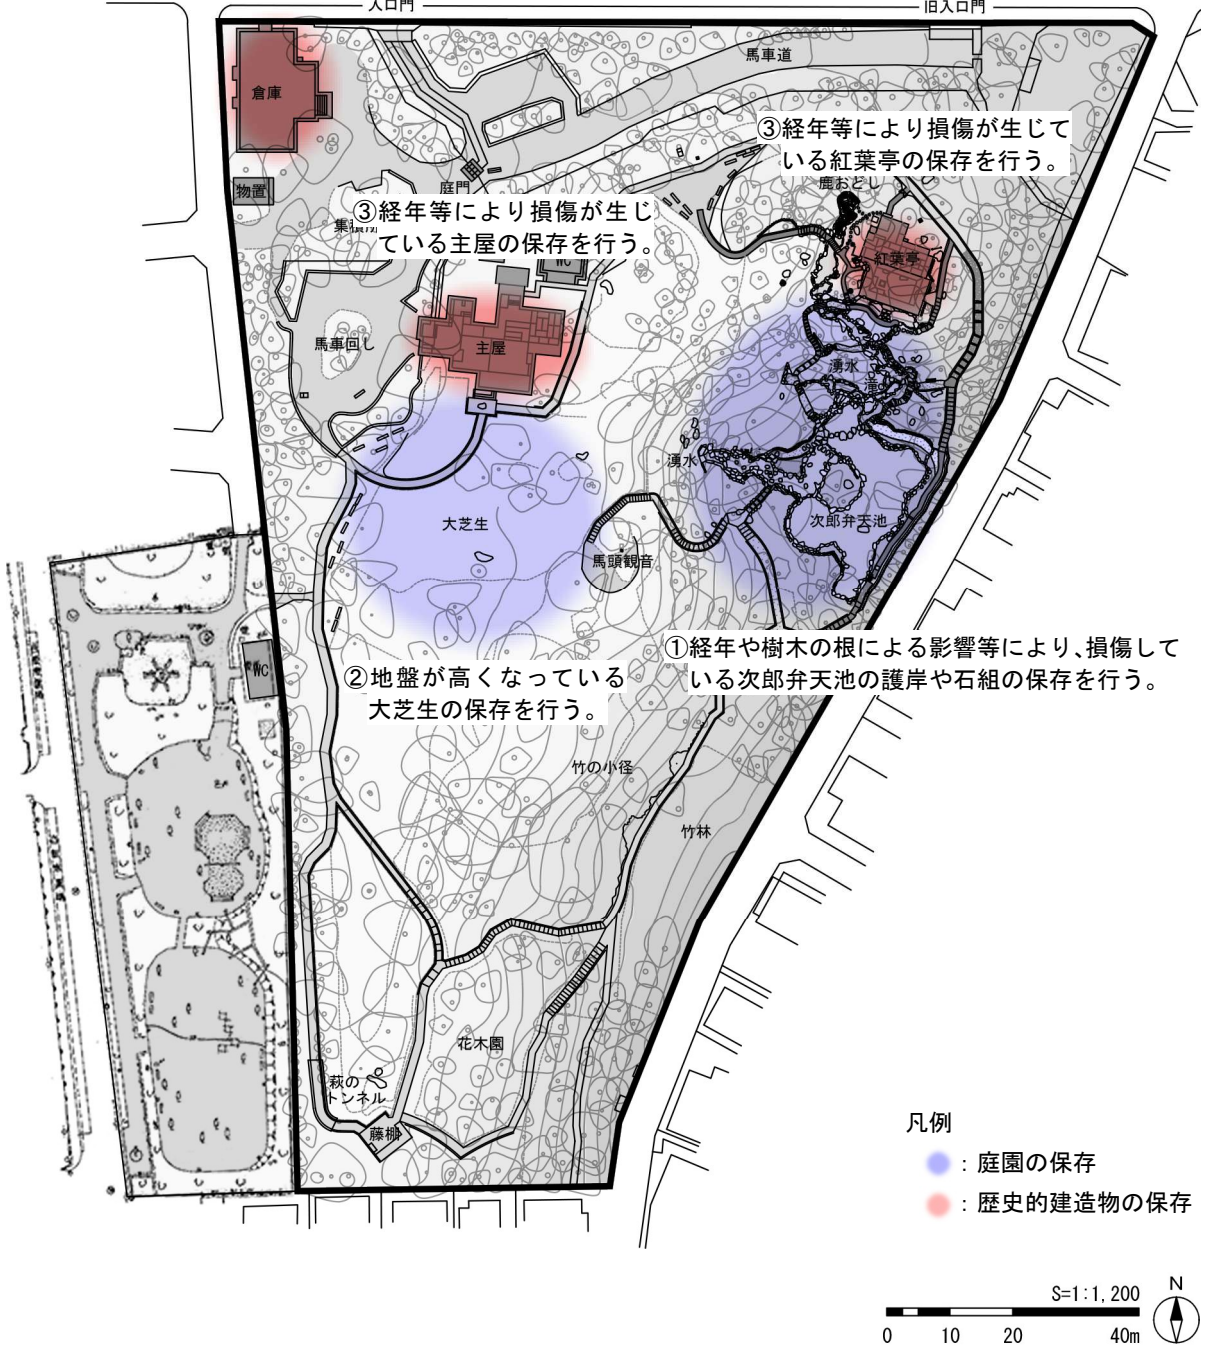 入口門
旧入口門
馬車道
倉庫
③経年等により損傷が生じて
いる紅葉亭の保存を行う。
鹿おどし
物置
庭門
③経年等により損傷が生じ
ている主屋の保存を行う。
WC
紅葉亭
馬車回し
主屋
湧水
滝
湧水
大芝生
次郎弁天池
馬頭観音
①経年や樹木の根による影響等により、損傷して
いる次郎弁天池の護岸や石組の保存を行う。
WC
②地盤が高くなっている
大芝生の保存を行う。
竹の小径
竹林
花木園
萩の
トンネル
藤棚
凡例
：庭園の保存
：歴史的建造物の保存
S=1:1,200
N
0 10 20 40m